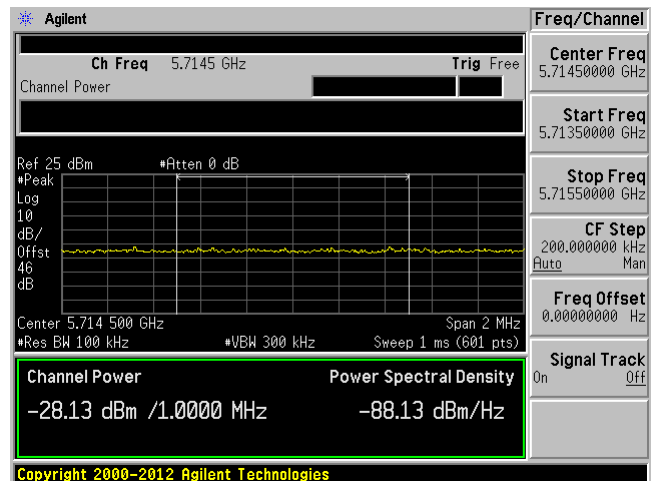 Agilent
Freq/Channel
Ch Freq 5.7145 GHz Trig Free
Channel Power
Center Freq
5.71450000 GHz
Start Freq
5.71350000 GHz
Stop Freq
5.71550000 GHz
CF Step
200.000000 kHz
Auto Man
Freq Offset
0.00000000 Hz
Signal Track
On Off
Ref 25 dBm #Atten 0 dB
#Peak
Log
10
dB/
Offst
46
dB
Center 5.714 500 GHz Span 2 MHz
#Res BW 100 kHz #VBW 300 kHz Sweep 1 ms (601 pts)
Channel Power Power Spectral Density
-28.13 dBm /1.0000 MHz -88.13 dBm/Hz
Copyright 2000-2012 Agilent Technologies